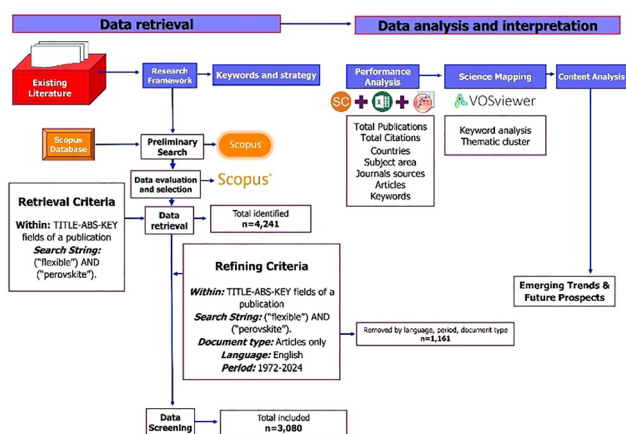 Data retrieval
Data analysis and interpretation
Existing
Literature
Research
Framework
Keywords and strategy
Performance
Analysis
Science Mapping
Content Analysis
SC
VOSviewer
Total Publications
Total Citations
Countries
Subject area
Journals sources
Articles
Keywords
Keyword analysis
Thematic cluster
Scopus
Database
Preliminary
Search
Scopus
Data evaluation
and selection
Scopus
Retrieval Criteria
Within: TITLE-ABS-KEY
fields of a publication
Search String:
("flexible") AND
("perovskite").
Data
retrieval
Total identified
n=4,241
Refining Criteria
Within: TITLE-ABS-KEY fields of a
publication
Search String: ("flexible") AND
("perovskite").
Document type: Articles only
Language: English
Period: 1972-2024
Removed by language, period, document type
n=1,161
Emerging Trends &
Future Prospects
Data
Screening
Total included
n=3,080